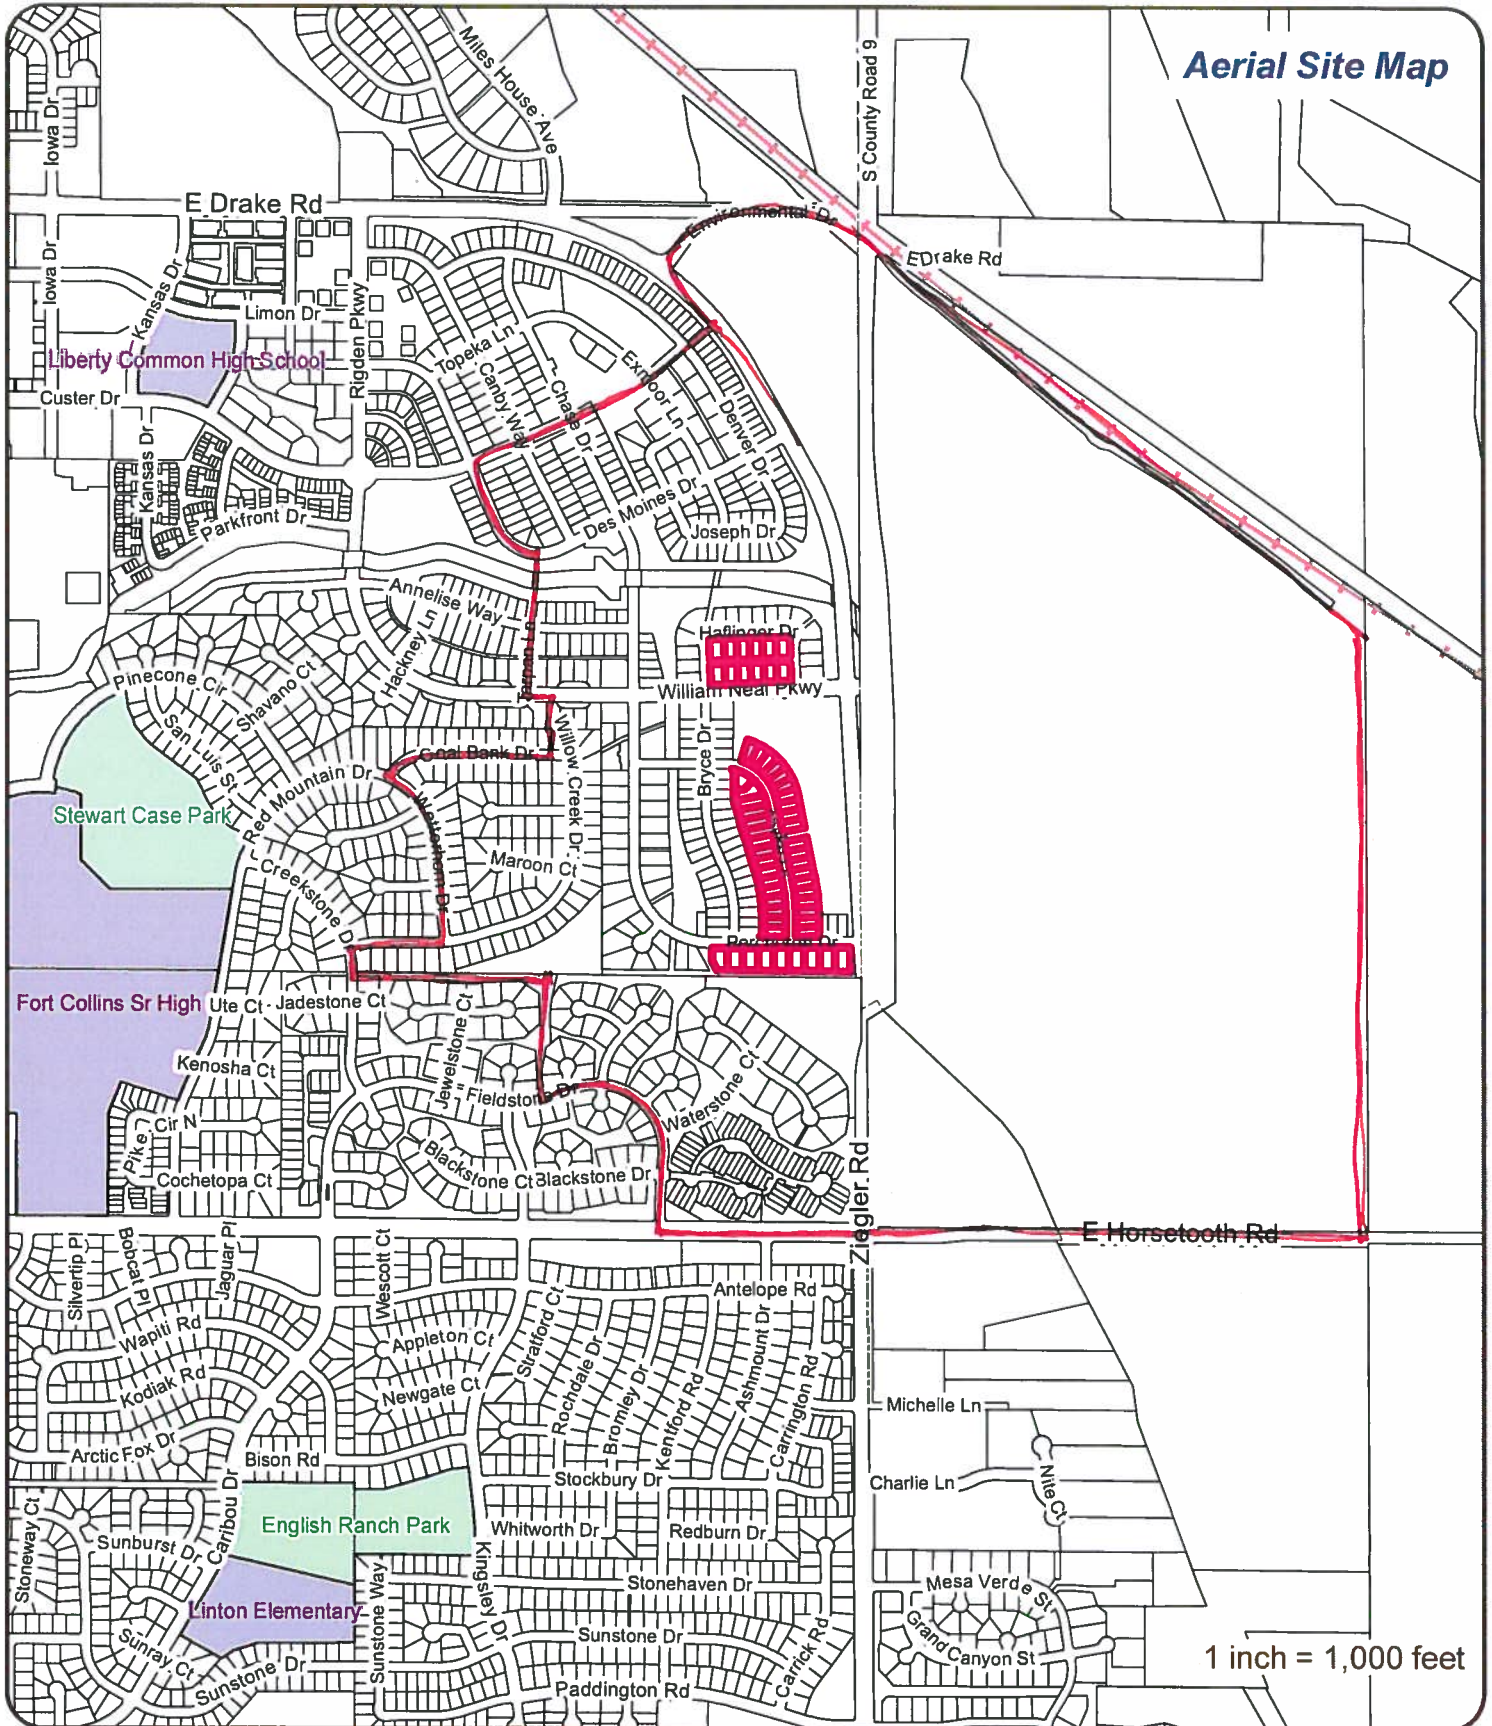 Aerial Site Map
Miles House Ave
S County Road 9
Iowa Dr
E Drake Rd
Environmental Dr
EDrake Rd
Iowa Dr
Kansas Dr
Limon Dr
Rigden Pkwy
Liberty Common High School
Topeka Ln
Exmoor Ln
Canby Way
Chase Dr
Custer Dr
Denver Dr
Kansas Dr
Parkfront Dr
Des Moines Dr
Joseph Dr
Annelise Way
Hackney Ln
Haflinger Dr
Tarpan Ln
William Neal Pkwy
Pinecone Cir
Shavano Ct
San Luis St
Coal Bank Dr
Willow Creek Dr
Bryce Dr
Red Mountain Dr
Wetterhorn Dr
Stewart Case Park
Maroon Ct
Creekstone Dr
Percheron Dr
Fort Collins Sr High
Ute Ct
Jadestone Ct
Jewelstone Ct
Kenosha Ct
Fieldstone Dr
Waterstone Ct
Pike Cir N
Blackstone Ct
Blackstone Dr
Cochetopa Ct
Ziegler Rd
E Horsetooth Rd
Silvertip Pl
Bobcat Pl
Jaguar Pl
Wescott Ct
Antelope Rd
Wapiti Rd
Appleton Ct
Stratford Ct
Rochdale Dr
Bromley Dr
Kentford Rd
Ashmount Dr
Carrington Rd
Kodiak Rd
Newgate Ct
Michelle Ln
Arctic Fox Dr
Bison Rd
Stockbury Dr
Charlie Ln
Nite Ct
Caribou Dr
Stoneway Ct
English Ranch Park
Whitworth Dr
Redburn Dr
Sunburst Dr
Kingsley Dr
Sunstone Way
Stonehaven Dr
Mesa Verde St
Linton Elementary
Sunstone Dr
Grand Canyon St
Sunray Ct
Sunstone Dr
Carrick Rd
Paddington Rd
1 inch = 1,000 feet